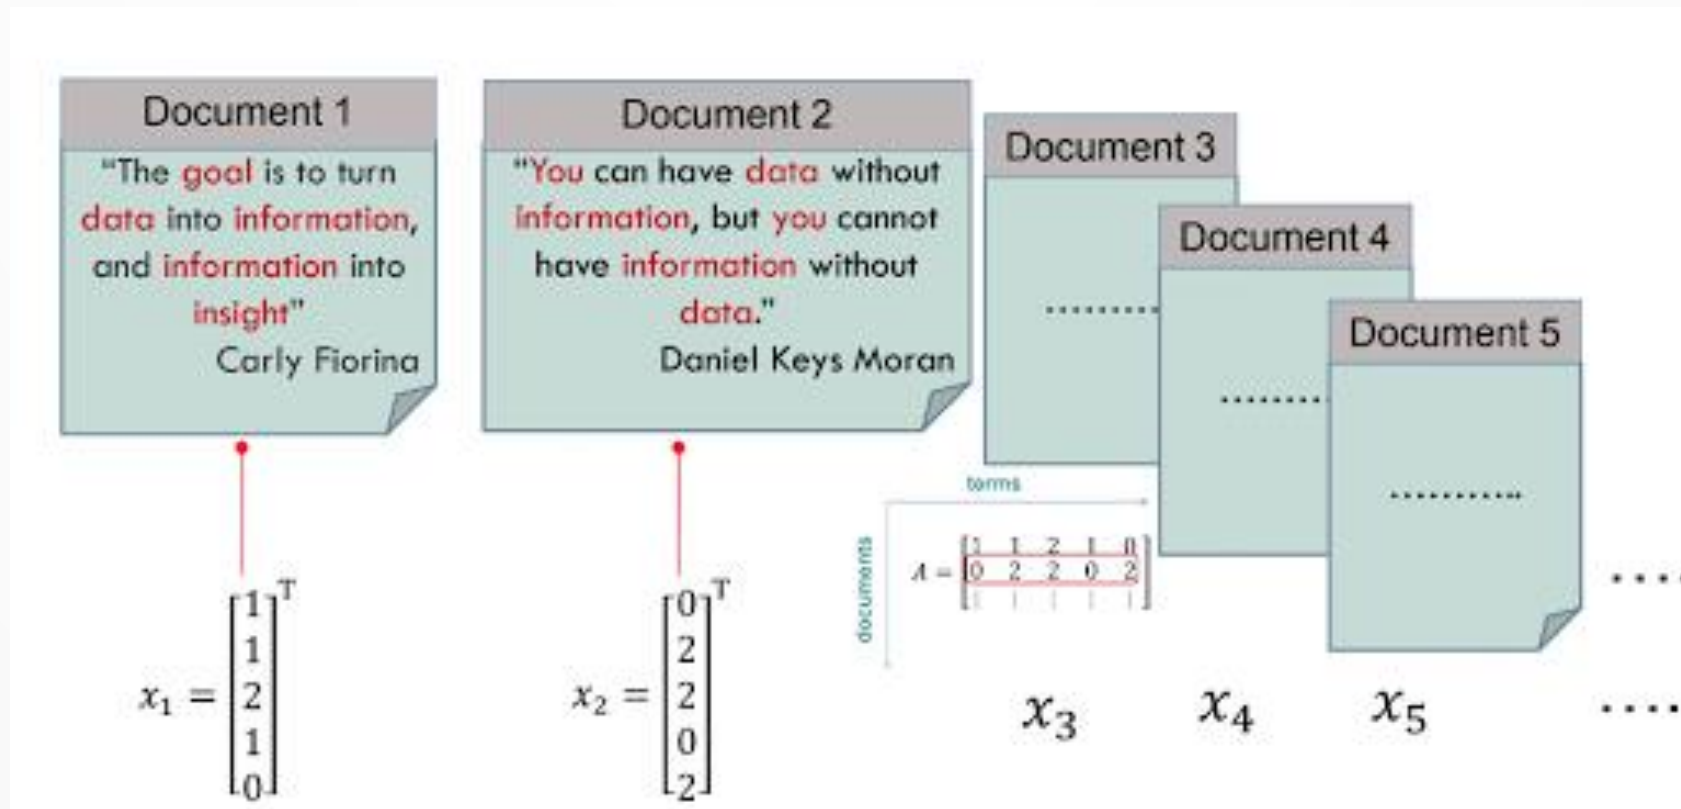 Document 1
"The goal is to turn
data into information,
and information into
insight"
Carly Fiorina
Document 2
"You can have data without
information, but you cannot
have information without
data."
Daniel Keys Moran
Document 3
...........
Document 4
...........
Document 5
...........
terms
documents
A = [1 1 2 1 0
0 2 2 0 2
| | | | |]
....
x₁ = [1
1
2
1
0]ᵀ
x₂ = [0
2
2
0
2]ᵀ
x₃ x₄ x₅ ....